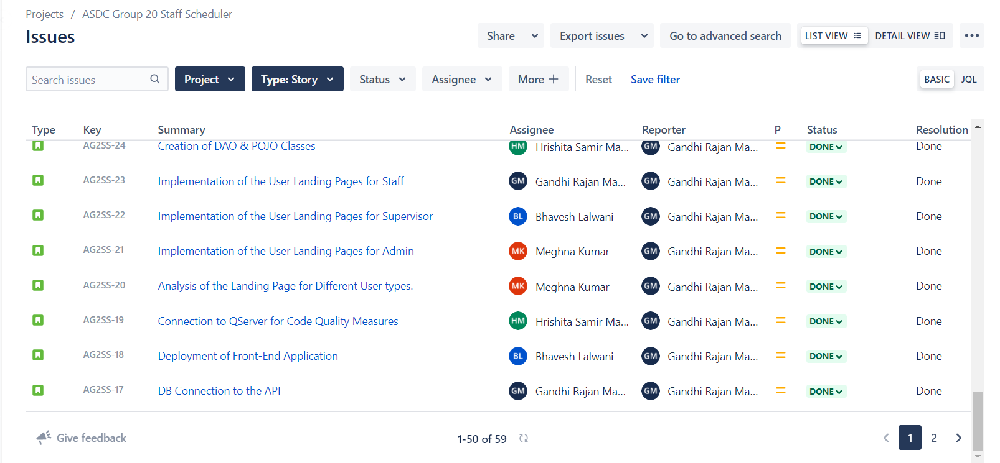 Projects / ASDC Group 20 Staff Scheduler
Issues
Share Export issues Go to advanced search LIST VIEW DETAIL VIEW
Search issues Project Type: Story Status Assignee More + Reset Save filter BASIC JQL
Type Key Summary Assignee Reporter P Status Resolution
AG2SS-24 Creation of DAO & POJO Classes HM Hrishita Samir Ma... GM Gandhi Rajan Ma... DONE Done
AG2SS-23 Implementation of the User Landing Pages for Staff GM Gandhi Rajan Ma... GM Gandhi Rajan Ma... DONE Done
AG2SS-22 Implementation of the User Landing Pages for Supervisor BL Bhavesh Lalwani GM Gandhi Rajan Ma... DONE Done
AG2SS-21 Implementation of the User Landing Pages for Admin MK Meghna Kumar GM Gandhi Rajan Ma... DONE Done
AG2SS-20 Analysis of the Landing Page for Different User types. MK Meghna Kumar GM Gandhi Rajan Ma... DONE Done
AG2SS-19 Connection to QServer for Code Quality Measures HM Hrishita Samir Ma... GM Gandhi Rajan Ma... DONE Done
AG2SS-18 Deployment of Front-End Application BL Bhavesh Lalwani GM Gandhi Rajan Ma... DONE Done
AG2SS-17 DB Connection to the API GM Gandhi Rajan Ma... GM Gandhi Rajan Ma... DONE Done
Give feedback 1-50 of 59 1 2